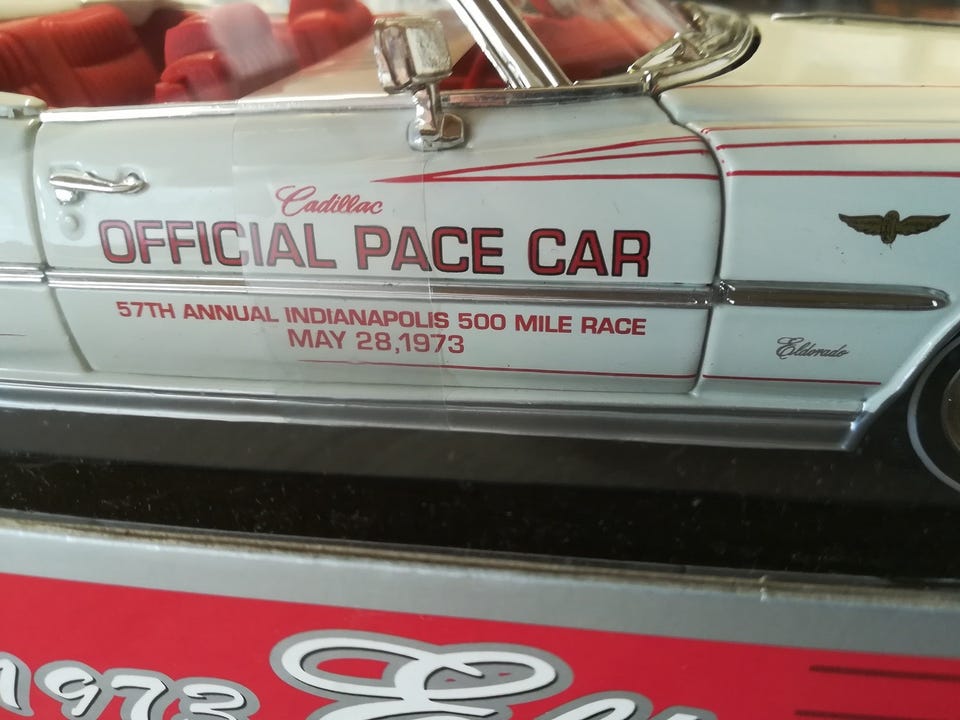 Cadillac
OFFICIAL PACE CAR
57TH ANNUAL INDIANAPOLIS 500 MILE RACE
MAY 28,1973
Eldorado
1973